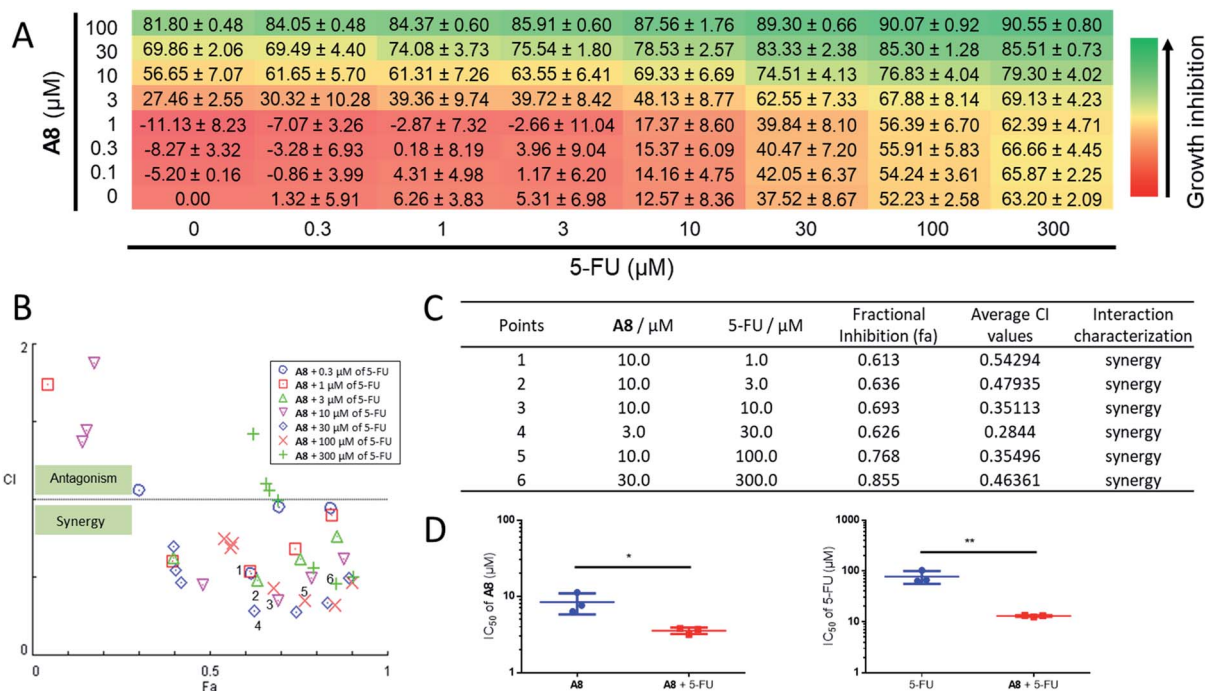 A
100 81.80 ± 0.48 84.05 ± 0.48 84.37 ± 0.60 85.91 ± 0.60 87.56 ± 1.76 89.30 ± 0.66 90.07 ± 0.92 90.55 ± 0.80
30 69.86 ± 2.06 69.49 ± 4.40 74.08 ± 3.73 75.54 ± 1.80 78.53 ± 2.57 83.33 ± 2.38 85.30 ± 1.28 85.51 ± 0.73
10 56.65 ± 7.07 61.65 ± 5.70 61.31 ± 7.26 63.55 ± 6.41 69.33 ± 6.69 74.51 ± 4.13 76.83 ± 4.04 79.30 ± 4.02
3 27.46 ± 2.55 30.32 ± 10.28 39.36 ± 9.74 39.72 ± 8.42 48.13 ± 8.77 62.55 ± 7.33 67.88 ± 8.14 69.13 ± 4.23
1 -11.13 ± 8.23 -7.07 ± 3.26 -2.87 ± 7.32 -2.66 ± 11.04 17.37 ± 8.60 39.84 ± 8.10 56.39 ± 6.70 62.39 ± 4.71
0.3 -8.27 ± 3.32 -3.28 ± 6.93 0.18 ± 8.19 3.96 ± 9.04 15.37 ± 6.09 40.47 ± 7.20 55.91 ± 5.83 66.66 ± 4.45
0.1 -5.20 ± 0.16 -0.86 ± 3.99 4.31 ± 4.98 1.17 ± 6.20 14.16 ± 4.75 42.05 ± 6.37 54.24 ± 3.61 65.87 ± 2.25
0 0.00 1.32 ± 5.91 6.26 ± 3.83 5.31 ± 6.98 12.57 ± 8.36 37.52 ± 8.67 52.23 ± 2.58 63.20 ± 2.09
A8 (µM)
0 0.3 1 3 10 30 100 300
5-FU (µM)
Growth inhibition
B
2
A8 + 0.3 µM of 5-FU
A8 + 1 µM of 5-FU
A8 + 3 µM of 5-FU
A8 + 10 µM of 5-FU
A8 + 30 µM of 5-FU
A8 + 100 µM of 5-FU
A8 + 300 µM of 5-FU
CI
Antagonism
Synergy
1
2
3
4
5
6
0
0 0.5 1
Fa
C
Points A8 / µM 5-FU / µM Fractional Inhibition (fa) Average CI values Interaction characterization
1 10.0 1.0 0.613 0.54294 synergy
2 10.0 3.0 0.636 0.47935 synergy
3 10.0 10.0 0.693 0.35113 synergy
4 3.0 30.0 0.626 0.2844 synergy
5 10.0 100.0 0.768 0.35496 synergy
6 30.0 300.0 0.855 0.46361 synergy
D
IC50 of A8 (µM)
100
10
1
*
A8 A8 + 5-FU
IC50 of 5-FU (µM)
1000
100
10
1
**
5-FU A8 + 5-FU